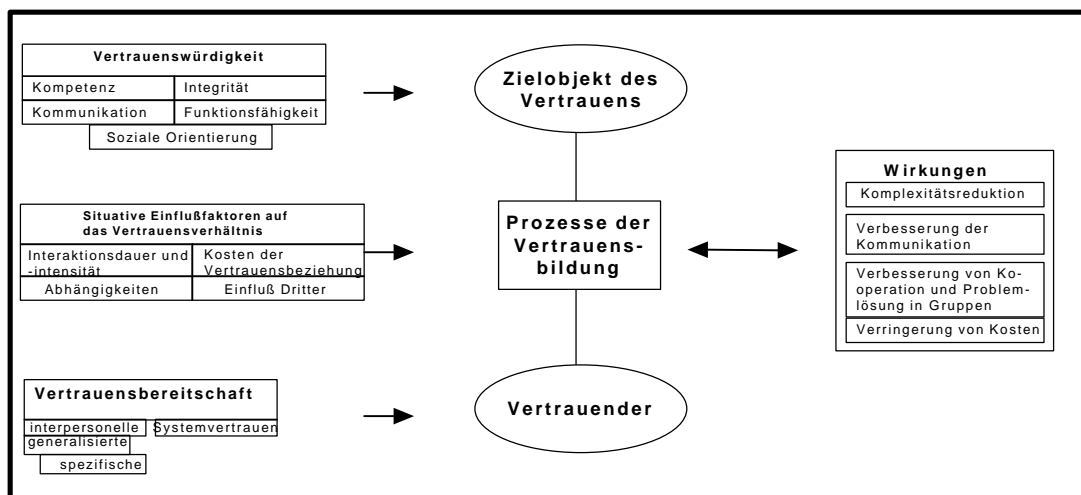 Vertrauenswürdigkeit
Kompetenz
Integrität
Kommunikation
Funktionsfähigkeit
Soziale Orientierung
Zielobjekt des
Vertrauens
Situative Einflußfaktoren auf
das Vertrauensverhältnis
Interaktionsdauer und
-intensität
Kosten der
Vertrauensbeziehung
Abhängigkeiten
Einfluß Dritter
Prozesse der
Vertrauens-
bildung
Wirkungen
Komplexitätsreduktion
Verbesserung der
Kommunikation
Verbesserung von Ko-
operation und Problem-
lösung in Gruppen
Verringerung von Kosten
Vertrauensbereitschaft
interpersonelle
Systemvertrauen
generalisierte
spezifische
Vertrauender